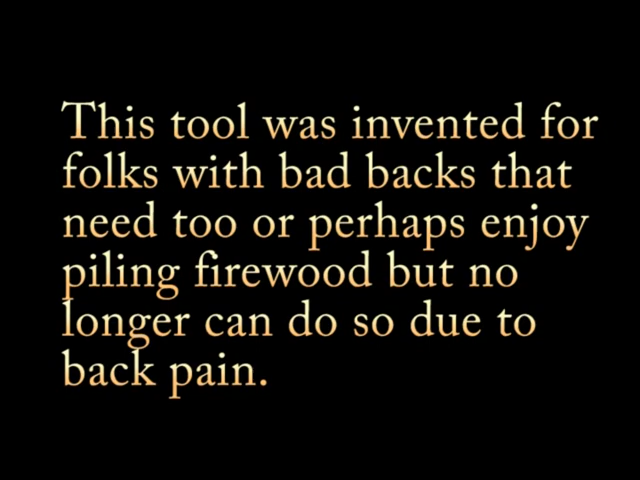 This tool was invented for
folks with bad backs that
need too or perhaps enjoy
piling firewood but no
longer can do so due to
back pain.